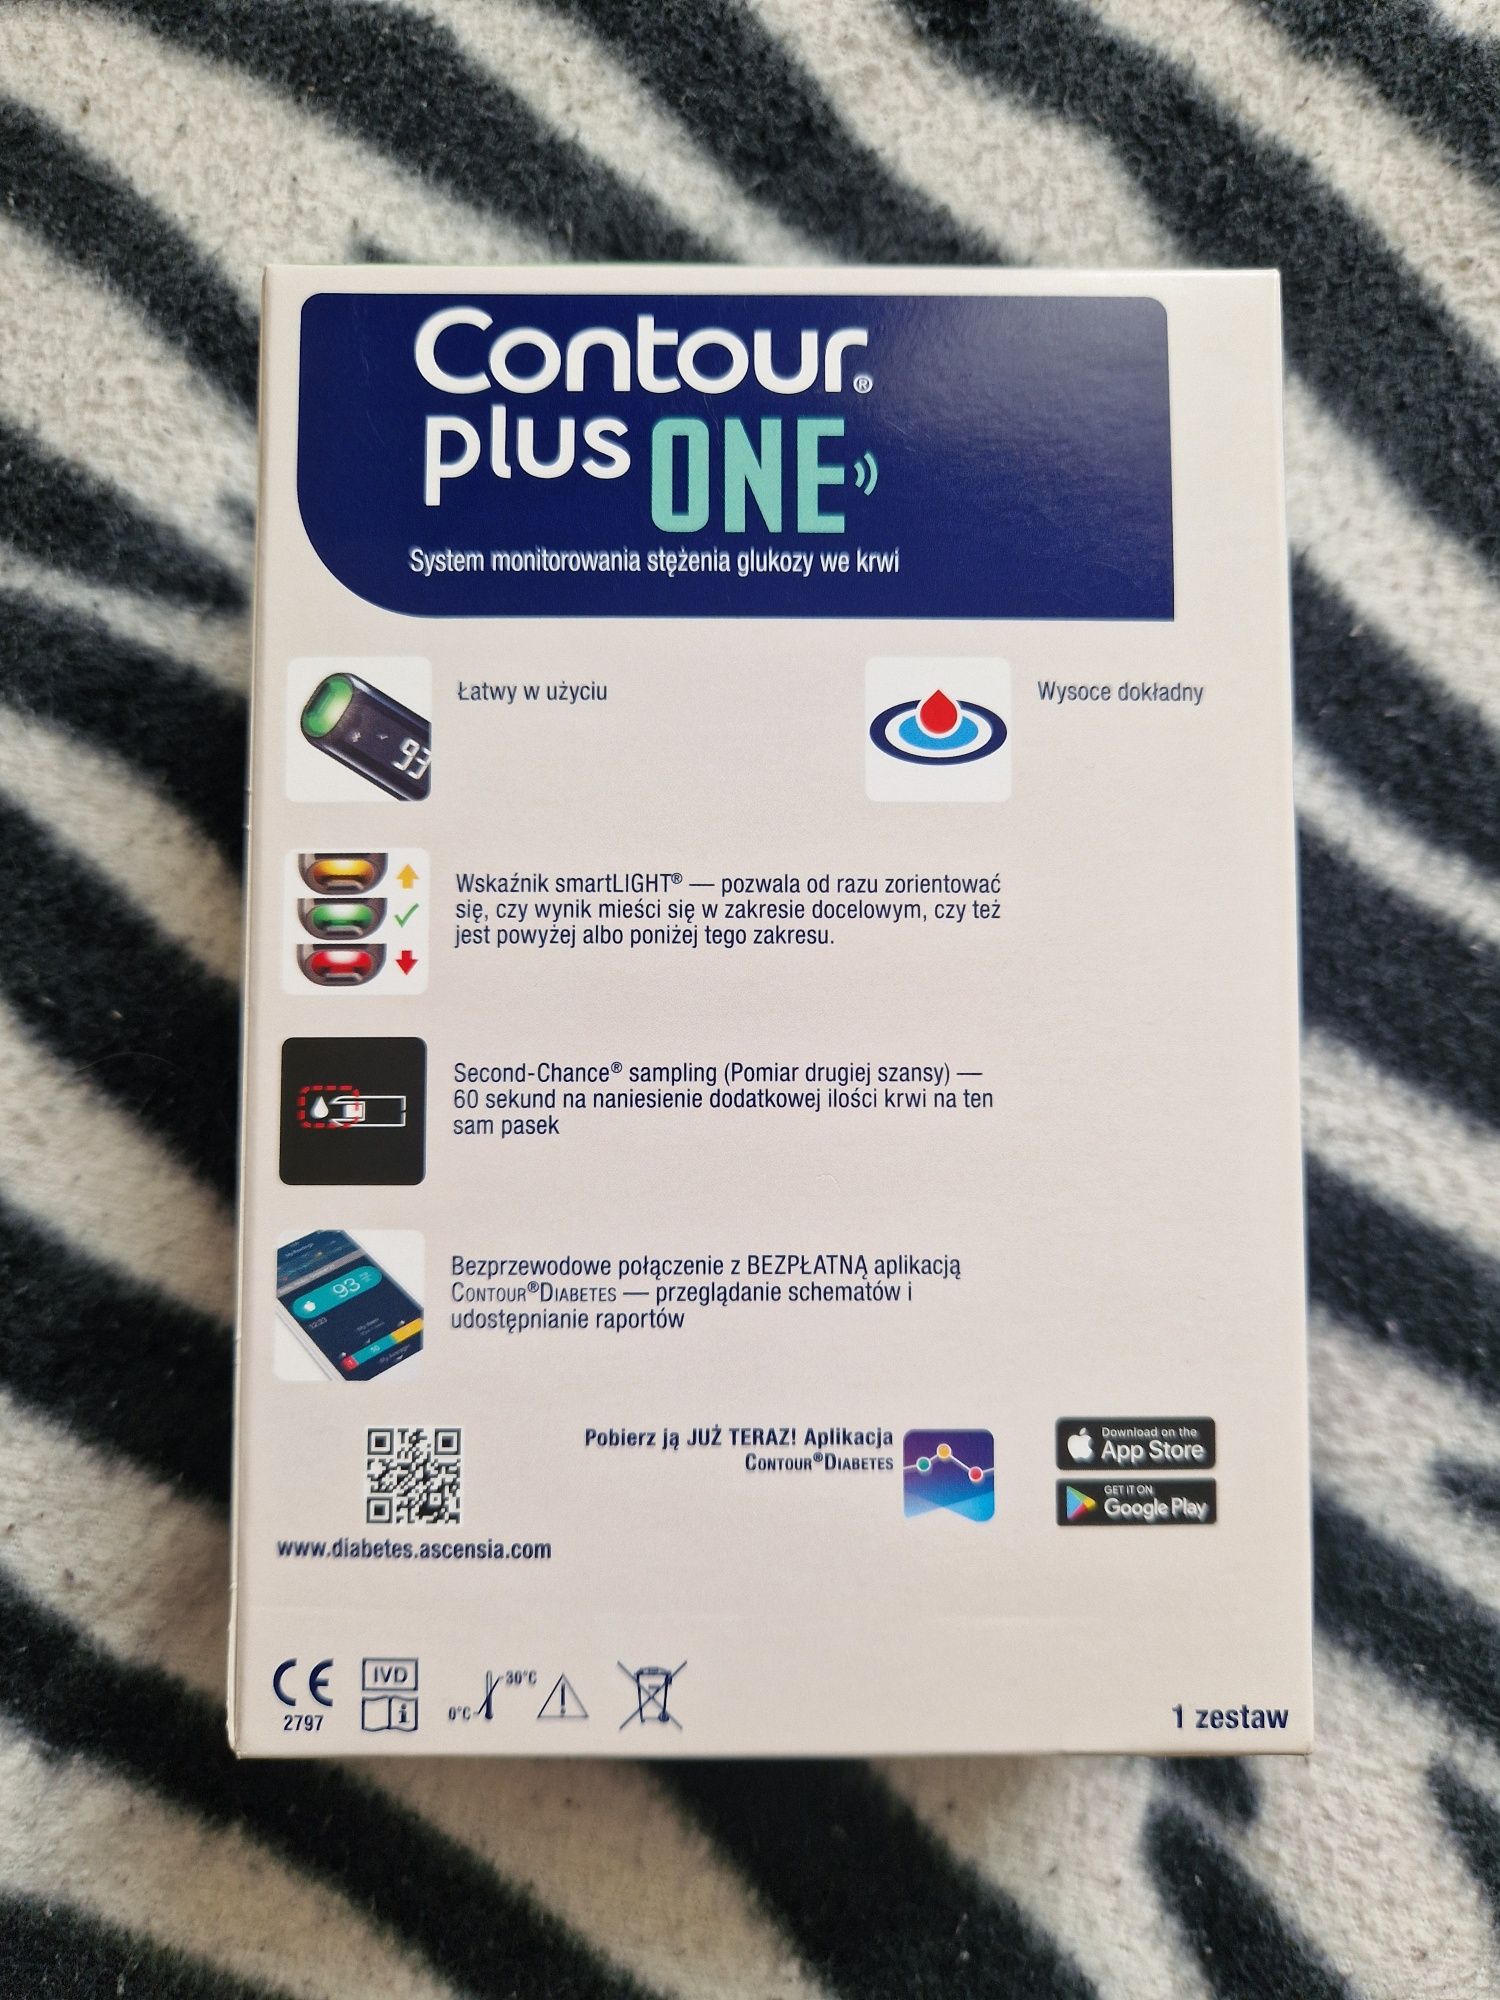 Contour®
plus ONE
System monitorowania stężenia glukozy we krwi
93
Łatwy w użyciu
Wysoce dokładny
Wskaźnik smartLIGHT® — pozwala od razu zorientować
się, czy wynik mieści się w zakresie docelowym, czy też
jest powyżej albo poniżej tego zakresu.
Second-Chance® sampling (Pomiar drugiej szansy) —
60 sekund na naniesienie dodatkowej ilości krwi na ten
sam pasek
93
12:23
Bezprzewodowe połączenie z BEZPŁATNĄ aplikacją
CONTOUR®DIABETES — przeglądanie schematów i
udostępnianie raportów
Pobierz ją JUŻ TERAZ! Aplikacja
CONTOUR®DIABETES
Download on the
App Store
GET IT ON
Google Play
www.diabetes.ascensia.com
CE
2797
IVD
i
0°C
30°C
1 zestaw